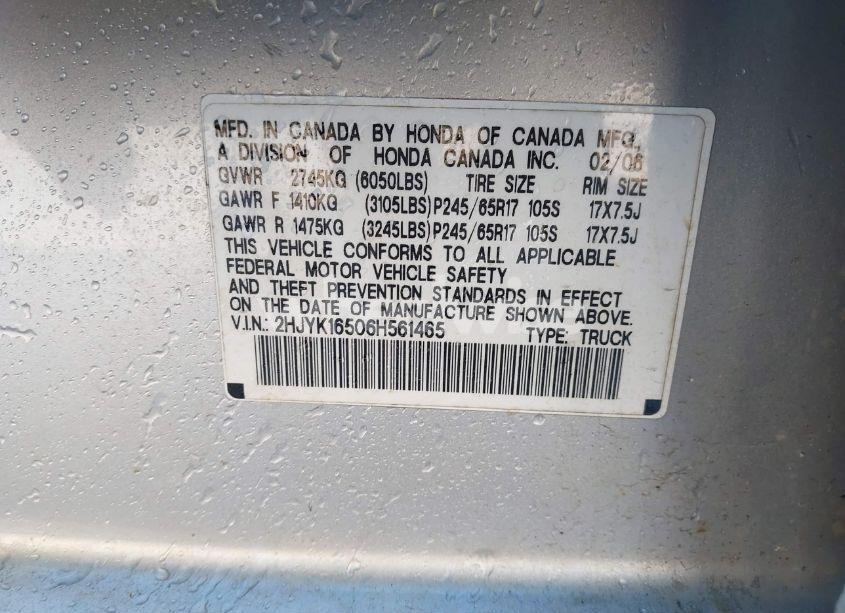 MFD. IN CANADA BY HONDA OF CANADA MFG.,
A DIVISION OF HONDA CANADA INC. 02/06
GVWR 2745KG (6050LBS) TIRE SIZE RIM SIZE
GAWR F 1410KG (3105LBS) P245/65R17 105S 17X7.5J
GAWR R 1475KG (3245LBS) P245/65R17 105S 17X7.5J
THIS VEHICLE CONFORMS TO ALL APPLICABLE
FEDERAL MOTOR VEHICLE SAFETY
AND THEFT PREVENTION STANDARDS IN EFFECT
ON THE DATE OF MANUFACTURE SHOWN ABOVE.
V.I.N.: 2HJYK16506H561465 TYPE: TRUCK